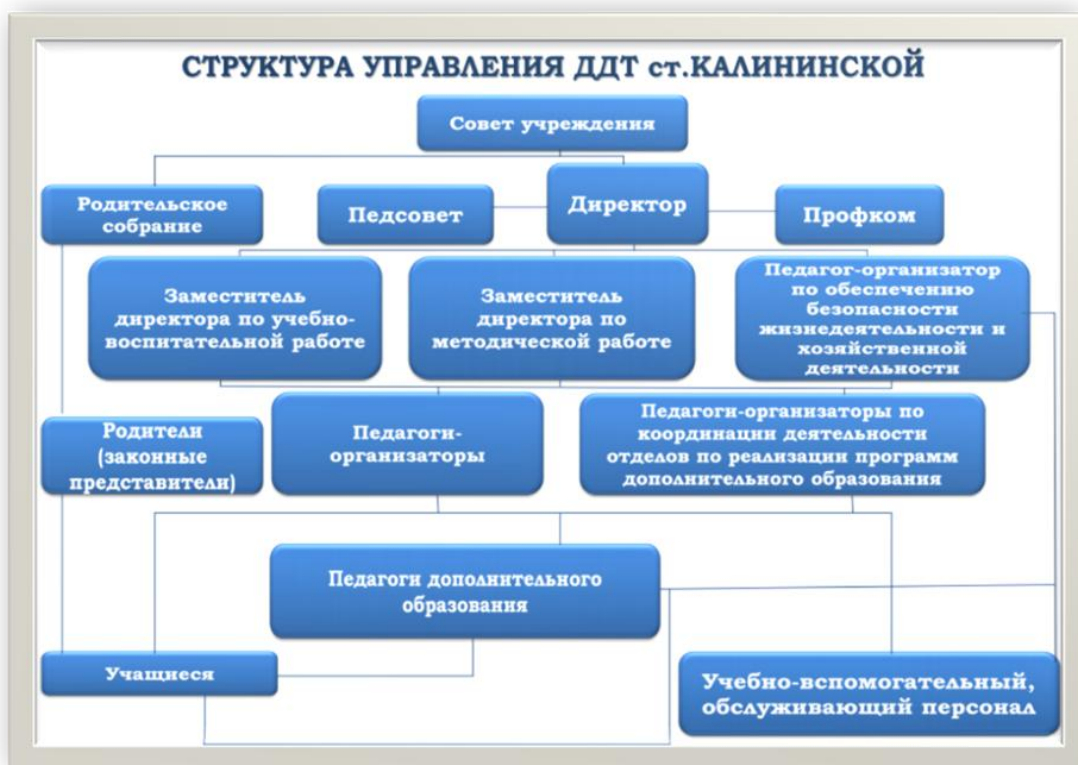 СТРУКТУРА УПРАВЛЕНИЯ ДДТ ст.КАЛИНИНСКОЙ
Совет учреждения
Родительское
собрание
Педсовет
Директор
Профком
Заместитель
директора по учебно-
воспитательной работе
Заместитель
директора по
методической работе
Педагог-организатор
по обеспечению
безопасности
жизнедеятельности и
хозяйственной
деятельности
Родители
(законные
представители)
Педагоги-
организаторы
Педагоги-организаторы по
координации деятельности
отделов по реализации программ
дополнительного образования
Педагоги дополнительного
образования
Учащиеся
Учебно-вспомогательный,
обслуживающий персонал